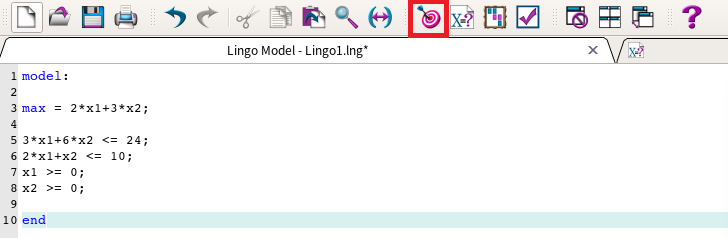 Lingo Model - Lingo1.lng*
1 model:
2
3 max = 2*x1+3*x2;
4
5 3*x1+6*x2 <= 24;
6 2*x1+x2 <= 10;
7 x1 >= 0;
8 x2 >= 0;
9
10 end